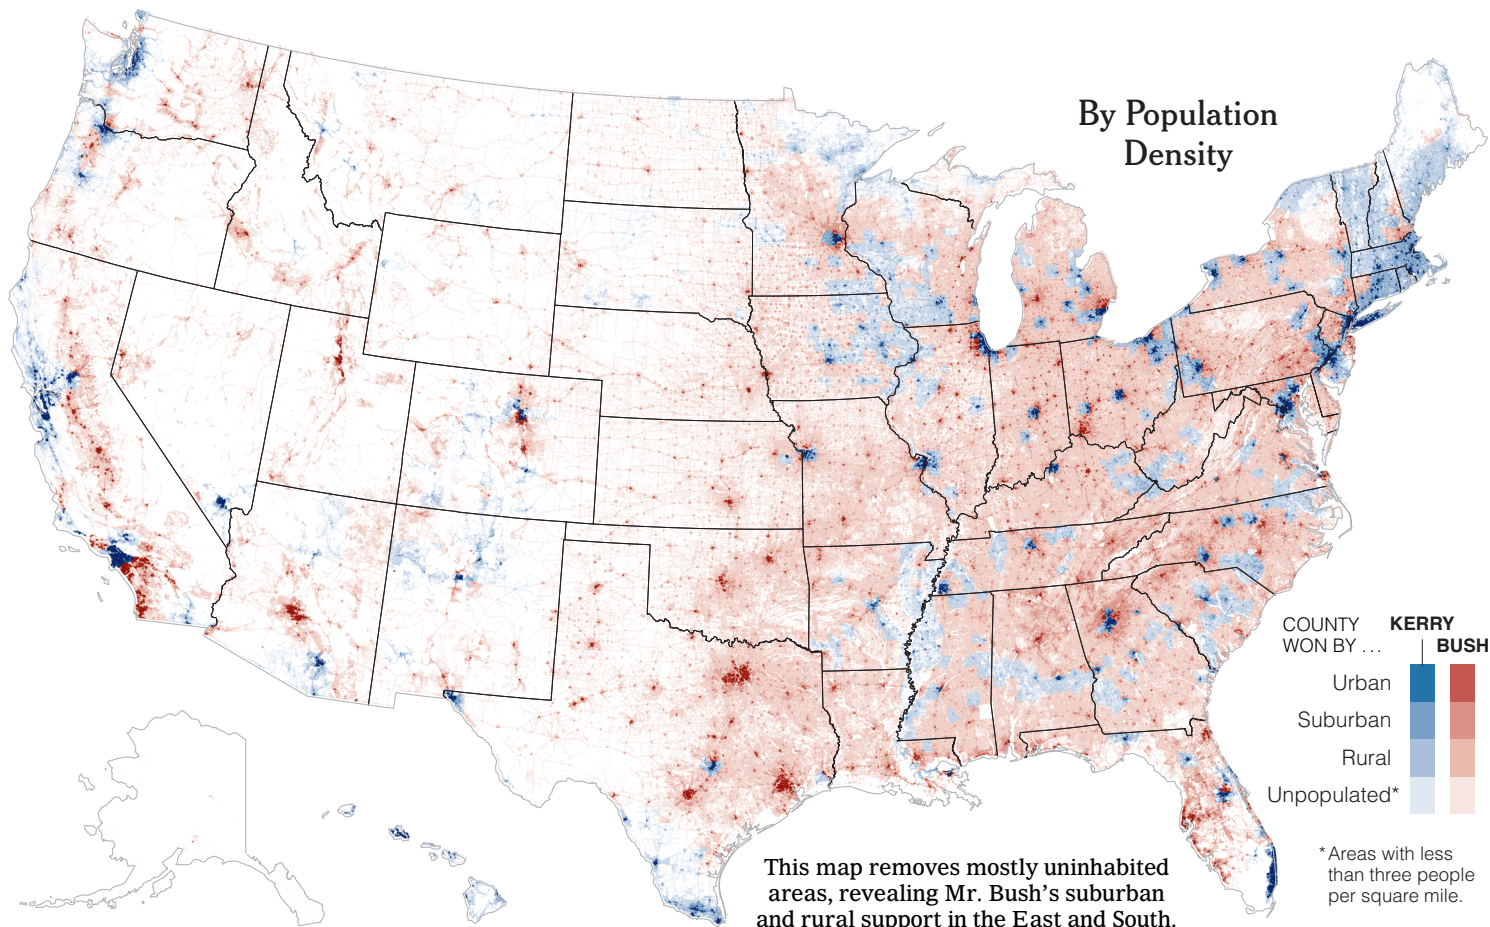 By Population
Density
COUNTY
WON BY ...
KERRY
BUSH
Urban
Suburban
Rural
Unpopulated*
* Areas with less
than three people
per square mile.
This map removes mostly uninhabited
areas, revealing Mr. Bush’s suburban
and rural support in the East and South.